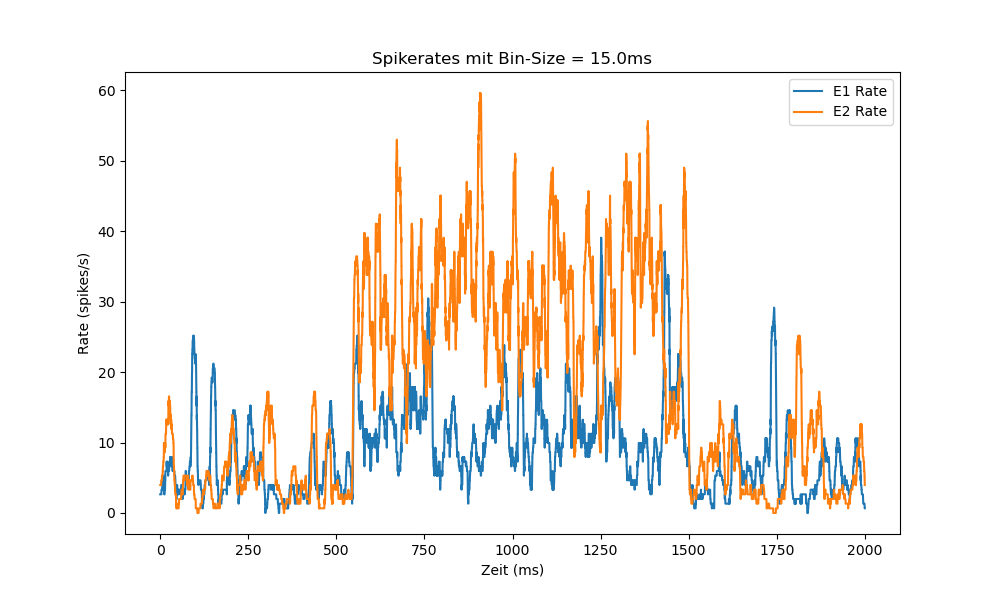 Spikerates mit Bin-Size = 15.0ms
E1 Rate
E2 Rate
60
50
40
30
20
10
0
Rate (spikes/s)
0 250 500 750 1000 1250 1500 1750 2000
Zeit (ms)